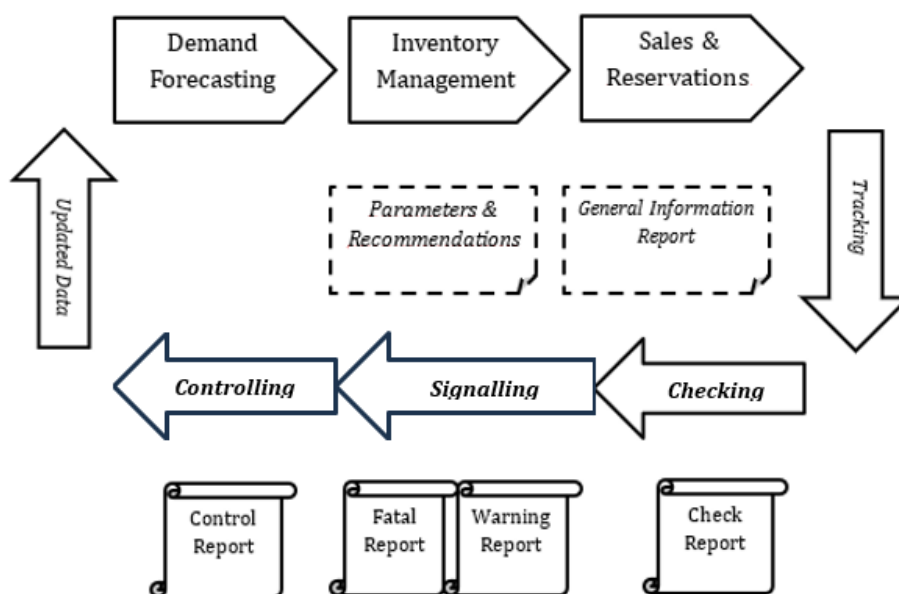 Demand
Forecasting
Inventory
Management
Sales &
Reservations
Updated Data
Parameters &
Recommendations
General Information
Report
Tracking
Controlling
Signalling
Checking
Control
Report
Fatal
Report
Warning
Report
Check
Report